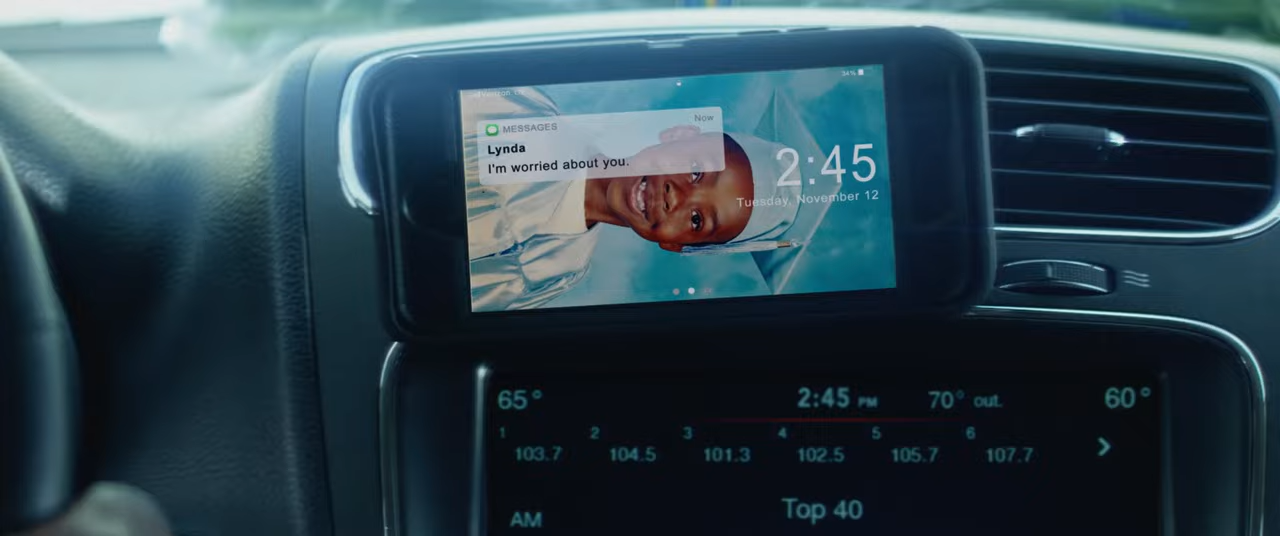 verizon
34%
MESSAGES
Now
Lynda
I'm worried about you.
2:45
Tuesday, November 12
65°
2:45 PM
70° out.
60°
1
2
3
4
5
6
103.7
104.5
101.3
102.5
105.7
107.7
AM
Top 40